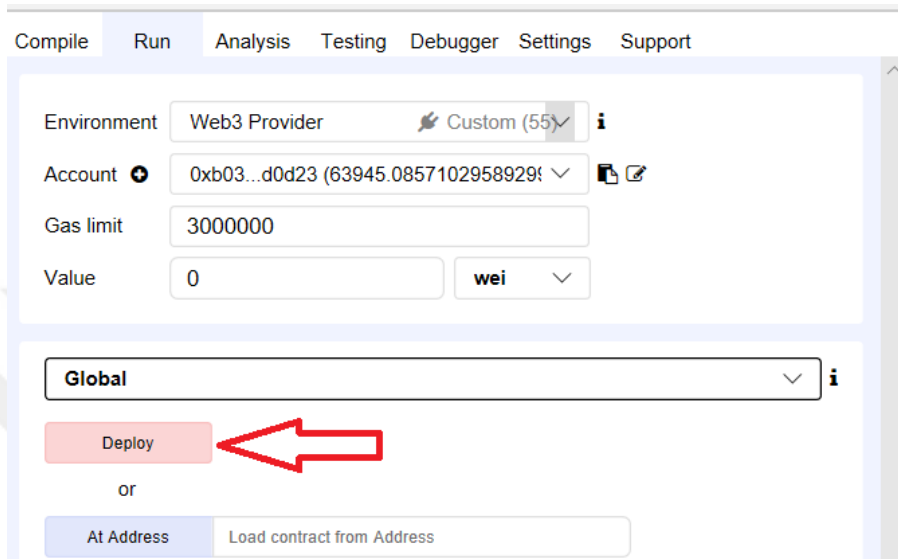 Compile Run Analysis Testing Debugger Settings Support
Environment Web3 Provider Custom (55) i
Account 0xb03...d0d23 (63945.085710295892999
Gas limit 3000000
Value 0 wei
Global i
Deploy
or
At Address Load contract from Address